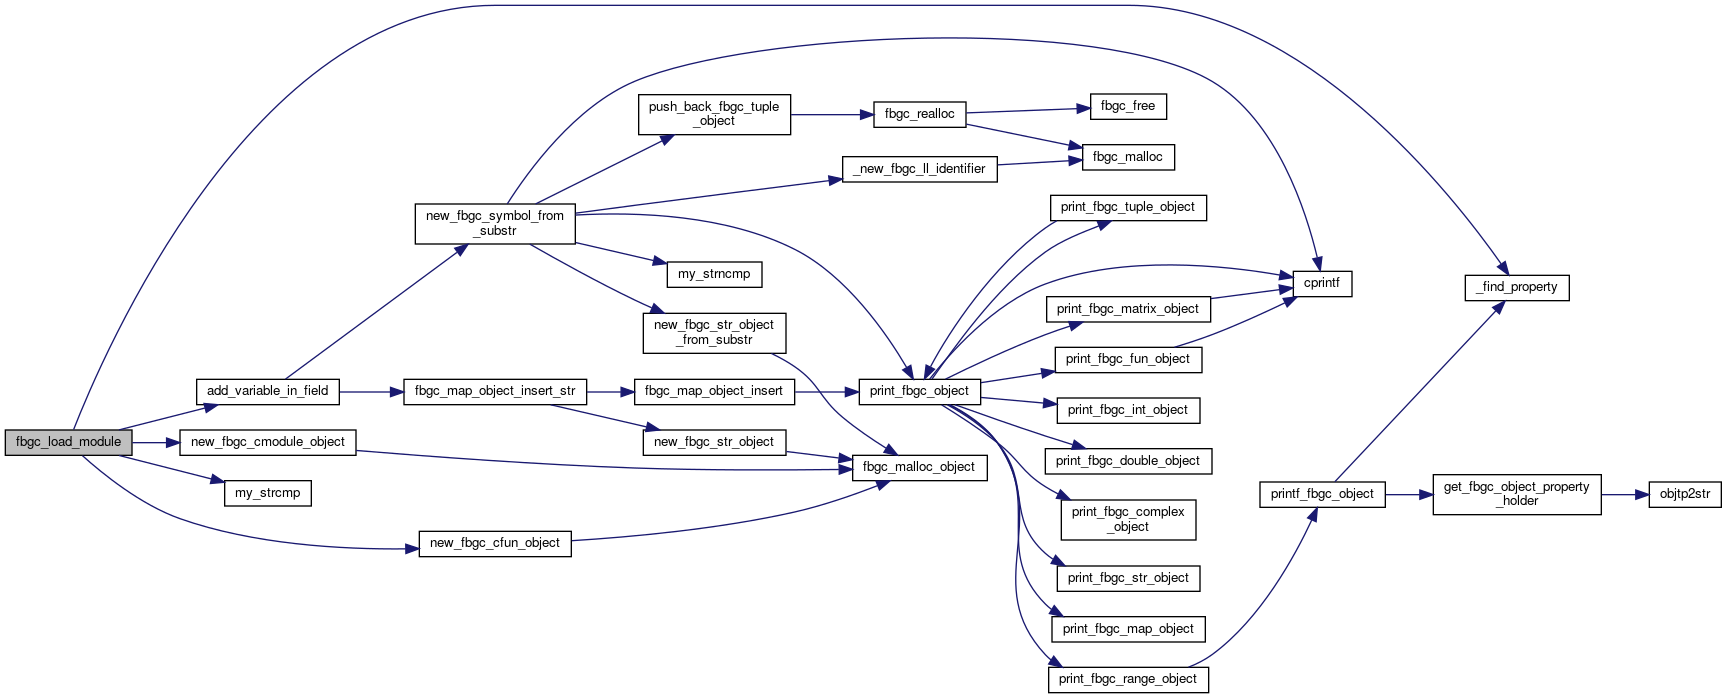 fbgc_load_module
add_variable_in_field
new_fbgc_cmodule_object
my_strcmp
new_fbgc_cfun_object
new_fbgc_symbol_from
_substr
fbgc_map_object_insert_str
push_back_fbgc_tuple
_object
my_strncmp
new_fbgc_str_object
_from_substr
fbgc_map_object_insert
new_fbgc_str_object
fbgc_realloc
_new_fbgc_ll_identifier
print_fbgc_object
fbgc_malloc_object
fbgc_free
fbgc_malloc
print_fbgc_tuple_object
print_fbgc_matrix_object
print_fbgc_fun_object
print_fbgc_int_object
print_fbgc_double_object
print_fbgc_complex
_object
print_fbgc_str_object
print_fbgc_map_object
print_fbgc_range_object
cprintf
printf_fbgc_object
_find_property
get_fbgc_object_property
_holder
objtp2str